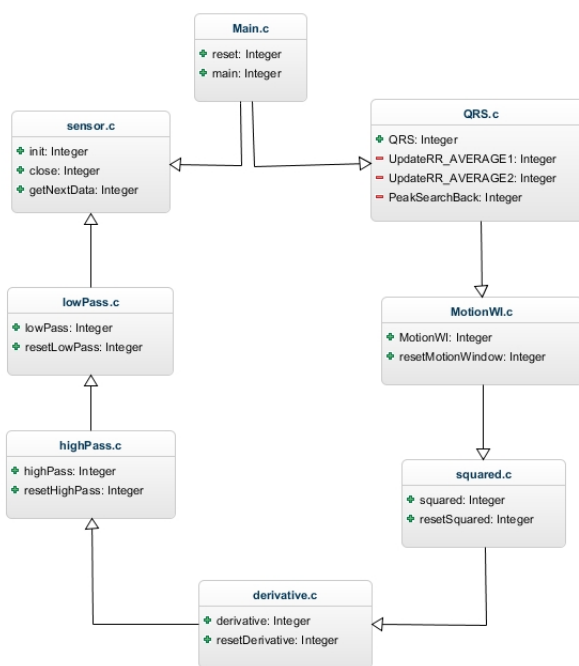 Main.c
reset: Integer
main: Integer
sensor.c
init: Integer
close: Integer
getNextData: Integer
QRS.c
QRS: Integer
UpdateRR_AVERAGE1: Integer
UpdateRR_AVERAGE2: Integer
PeakSearchBack: Integer
lowPass.c
lowPass: Integer
resetLowPass: Integer
MotionWI.c
MotionWI: Integer
resetMotionWindow: Integer
highPass.c
highPass: Integer
resetHighPass: Integer
squared.c
squared: Integer
resetSquared: Integer
derivative.c
derivative: Integer
resetDerivative: Integer